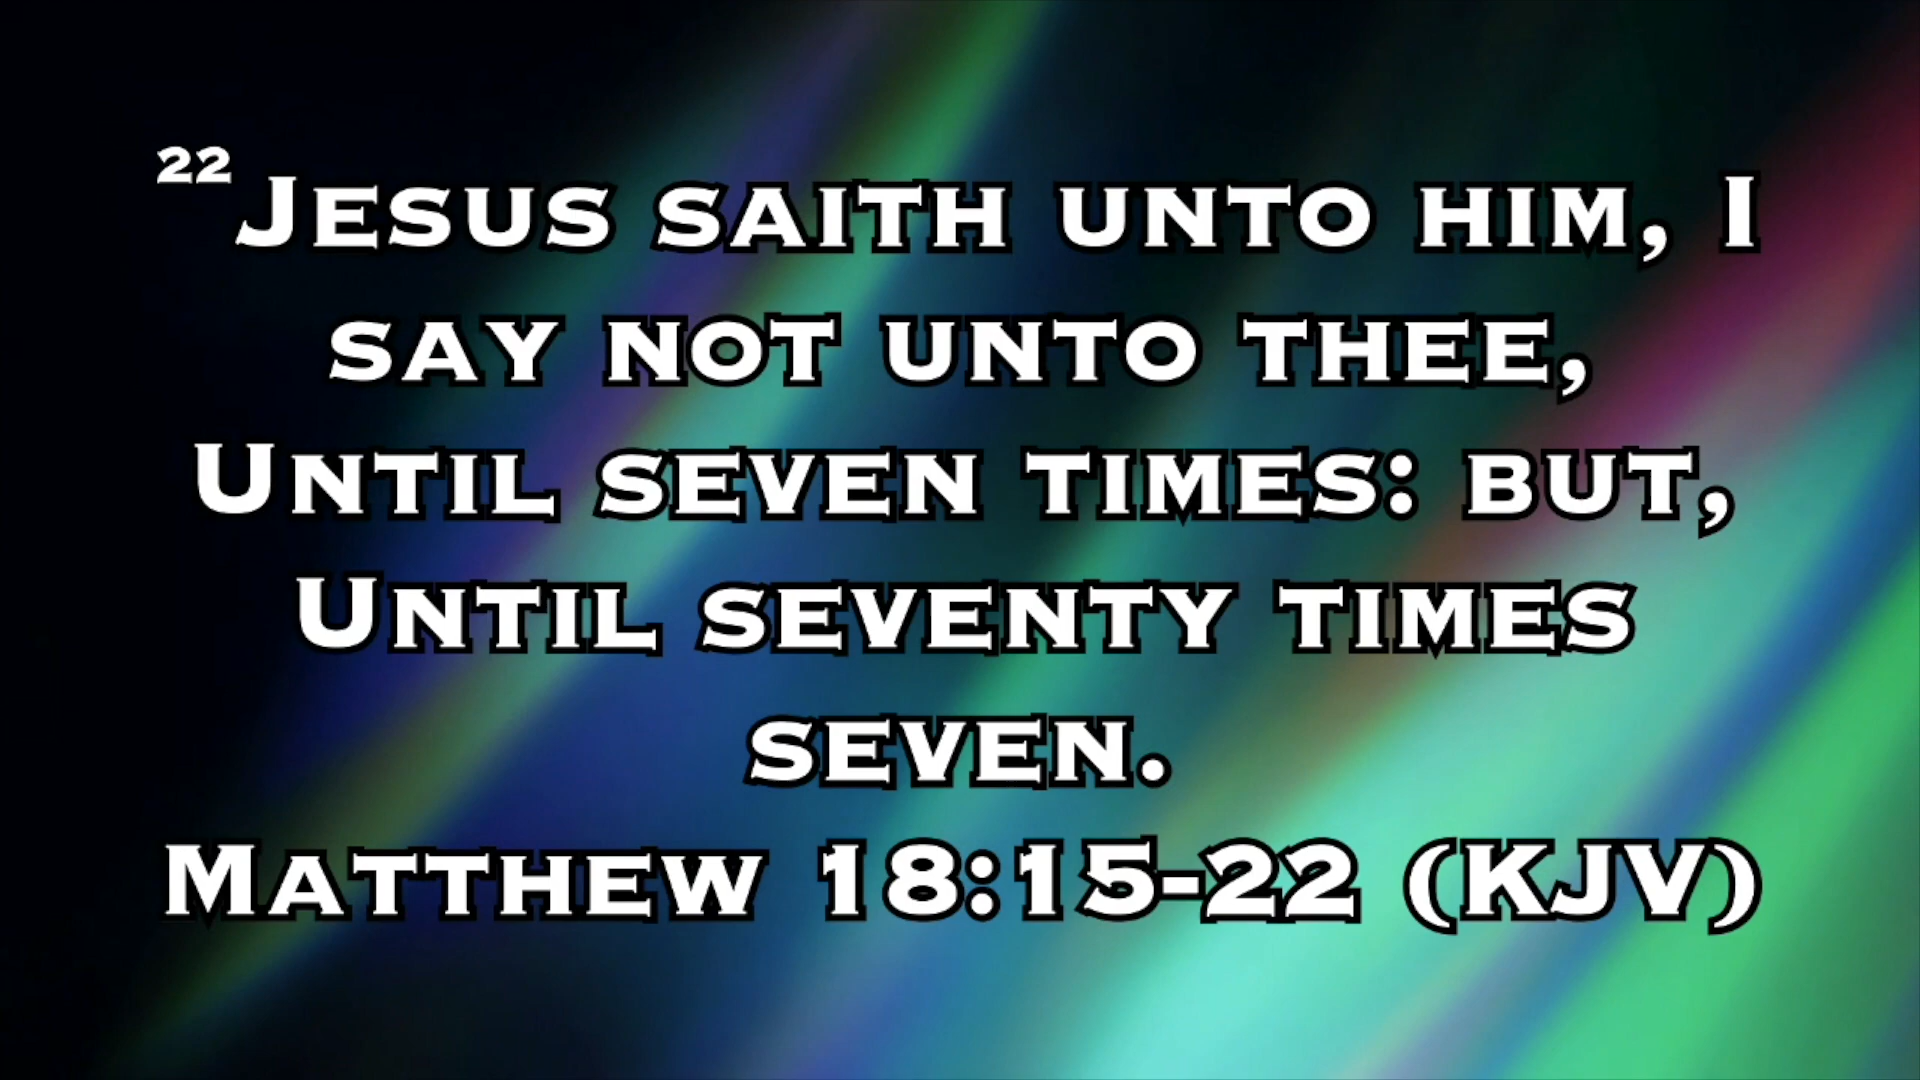 22 Jesus saith unto him, I
say not unto thee,
Until seven times: but,
Until seventy times
seven.
Matthew 18:15-22 (KJV)